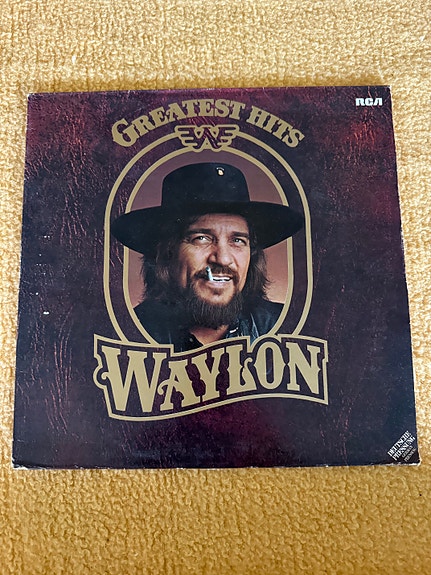 RCA
GREATEST HITS
W
WAYLON
DEUTSCHE
PRESSUNG